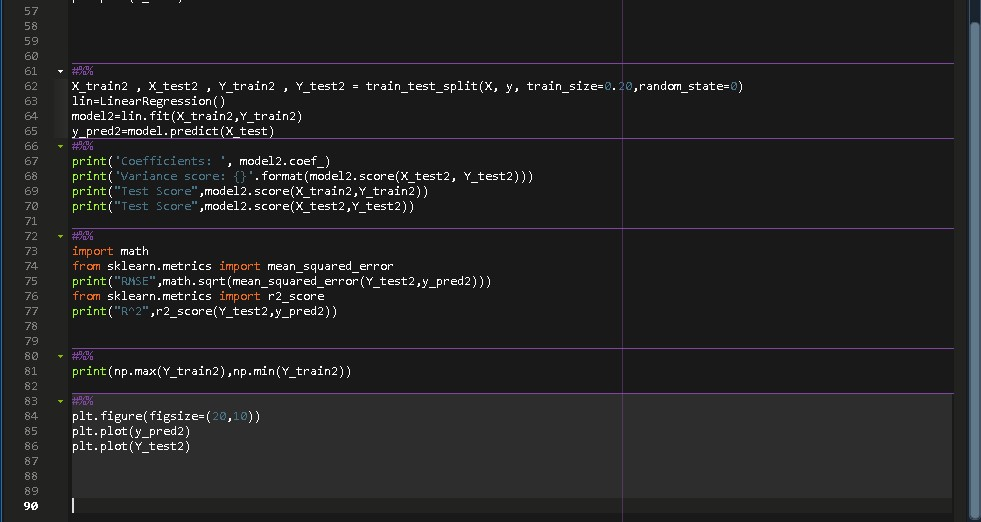 57
58
59
60
61 #%%
62 X_train2 , X_test2 , Y_train2 , Y_test2 = train_test_split(X, y, train_size=0.20,random_state=0)
63 lin=LinearRegression()
64 model2=lin.fit(X_train2,Y_train2)
65 y_pred2=model.predict(X_test)
66 #%%
67 print('Coefficients: ', model2.coef_)
68 print('Variance score: {}'.format(model2.score(X_test2, Y_test2)))
69 print("Test Score",model2.score(X_train2,Y_train2))
70 print("Test Score",model2.score(X_test2,Y_test2))
71
72 #%%
73 import math
74 from sklearn.metrics import mean_squared_error
75 print("RMSE",math.sqrt(mean_squared_error(Y_test2,y_pred2)))
76 from sklearn.metrics import r2_score
77 print("R^2",r2_score(Y_test2,y_pred2))
78
79
80 #%%
81 print(np.max(Y_train2),np.min(Y_train2))
82
83 #%%
84 plt.figure(figsize=(20,10))
85 plt.plot(y_pred2)
86 plt.plot(Y_test2)
87
88
89
90